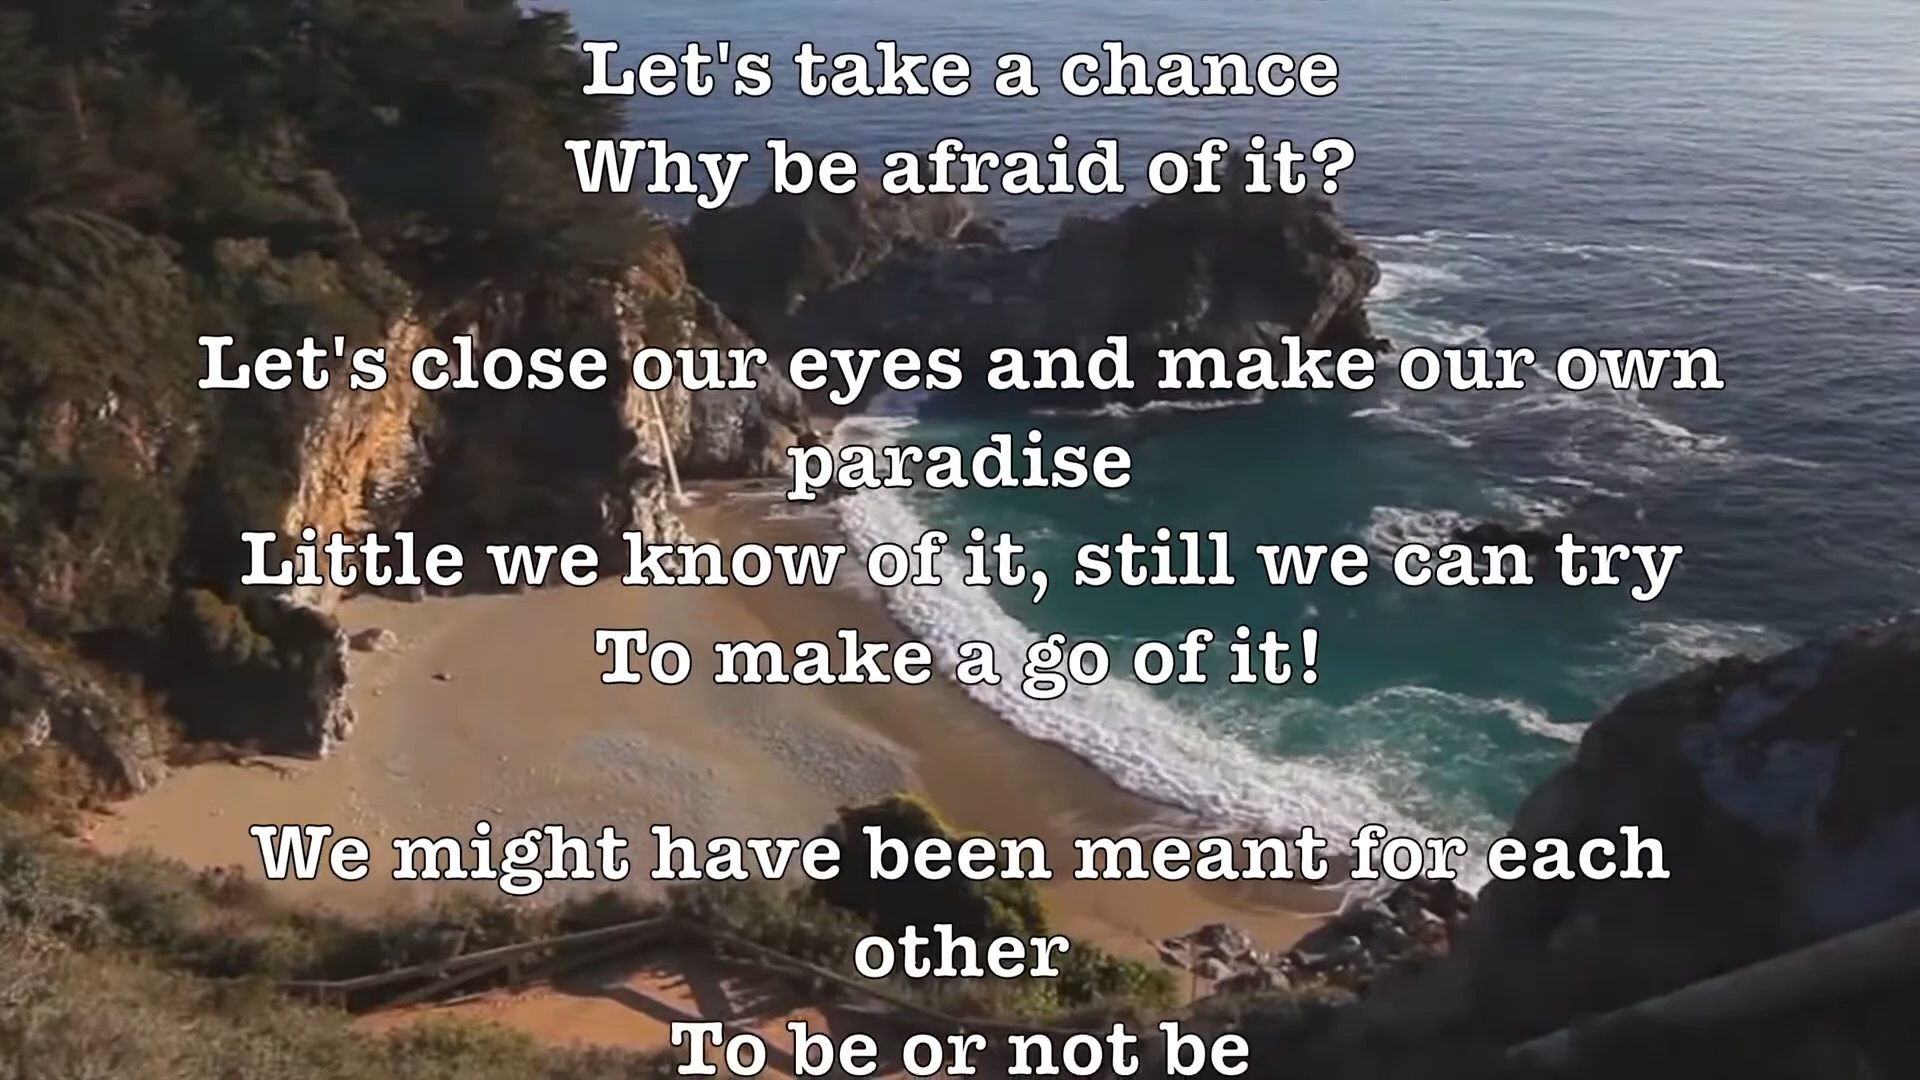 Let's take a chance
Why be afraid of it?
Let's close our eyes and make our own
paradise
Little we know of it, still we can try
To make a go of it!
We might have been meant for each
other
To be or not be